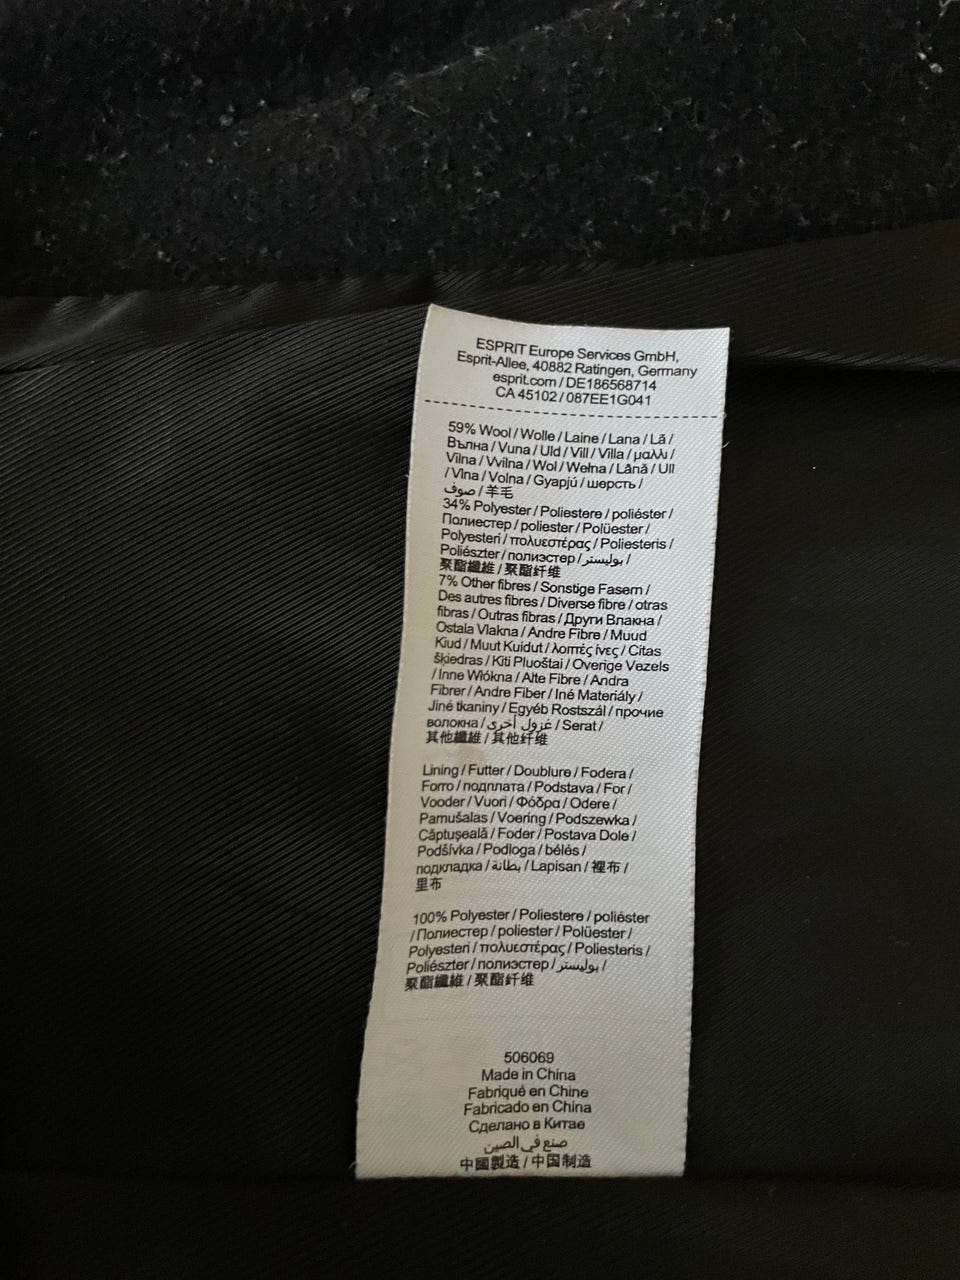 ESPRIT Europe Services GmbH,
Esprit-Allee, 40882 Ratingen, Germany
esprit.com / DE186568714
CA 45102 / 087EE1G041
59% Wool / Wolle / Laine / Lana / Lã /
Вълна / Vuna / Uld / Vill / Villa / μαλλι /
Vilna / Vvilna / Wol / Wełna / Lână / Ull
/ Vlna / Volna / Gyapjú / шерсть /
صوف / 羊毛
34% Polyester / Poliestere / poliéster /
Полиестер / poliester / Polüester /
Polyesteri / πολυεστέρας / Poliesteris /
Poliészter / полиэстер / بوليستر /
聚酯纖維 / 聚酯纤维
7% Other fibres / Sonstige Fasern /
Des autres fibres / Diverse fibre / otras
fibras / Outras fibras / Други Влакна /
Ostala Vlakna / Andre Fibre / Muud
Kiud / Muut Kuidut / λοιπές ίνες / Citas
šķiedras / Kiti Pluoštai / Overige Vezels
/ Inne Włókna / Alte Fibre / Andra
Fibrer / Andre Fiber / Iné Materiály /
Jiné tkaniny / Egyéb Rostszál / прочие
волокна / غزول أخرى / Serat /
其他纖維 / 其他纤维
Lining / Futter / Doublure / Fodera /
Forro / подплата / Podstava / For /
Vooder / Vuori / Φόδρα / Odere /
Pamušalas / Voering / Podszewka /
Căptușeală / Foder / Postava Dole /
Podšívka / Podloga / bélés /
подкладка / بطانة / Lapisan / 裡布 /
里布
100% Polyester / Poliestere / poliéster
/ Полиестер / poliester / Polüester /
Polyesteri / πολυεστέρας / Poliesteris /
Poliészter / полиэстер / بوليستر /
聚酯纖維 / 聚酯纤维
506069
Made in China
Fabriqué en Chine
Fabricado en China
Сделано в Китае
صنع في الصين
中國製造 / 中国制造